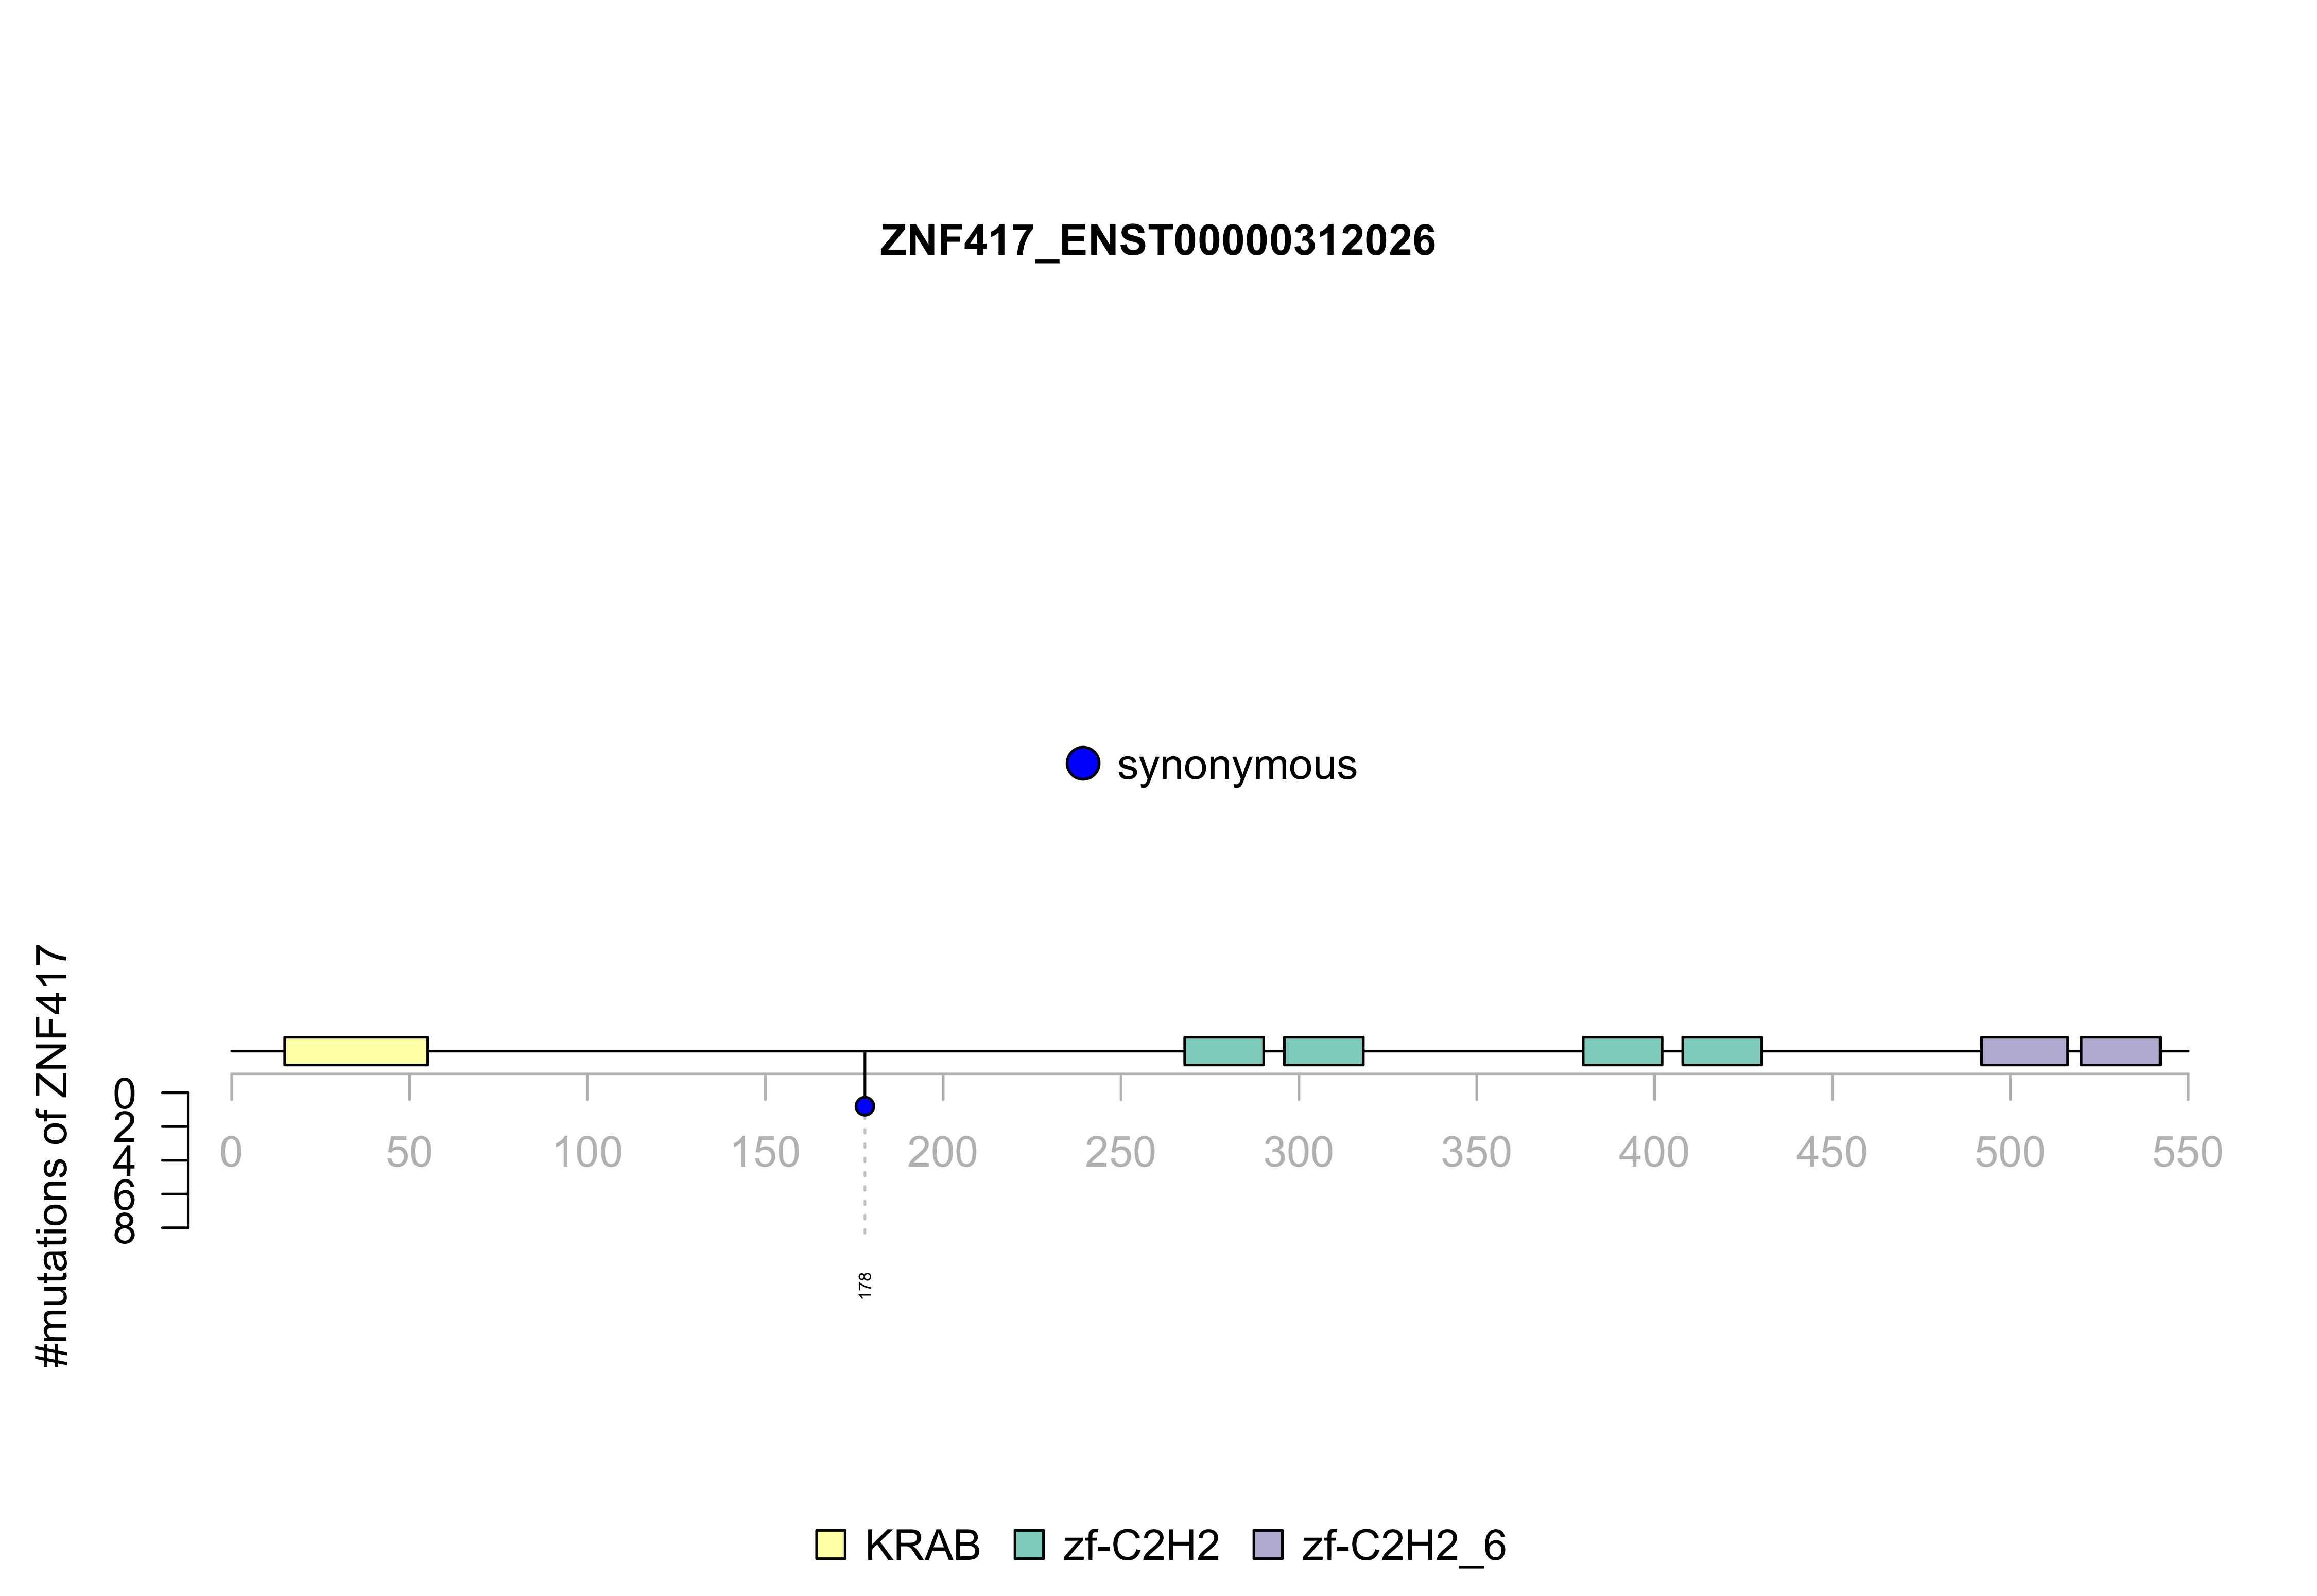 ZNF417_ENST00000312026
synonymous
#mutations of ZNF417
0
2
4
6
8
0 50 100 150 200 250 300 350 400 450 500 550
178
KRAB zf-C2H2 zf-C2H2_6